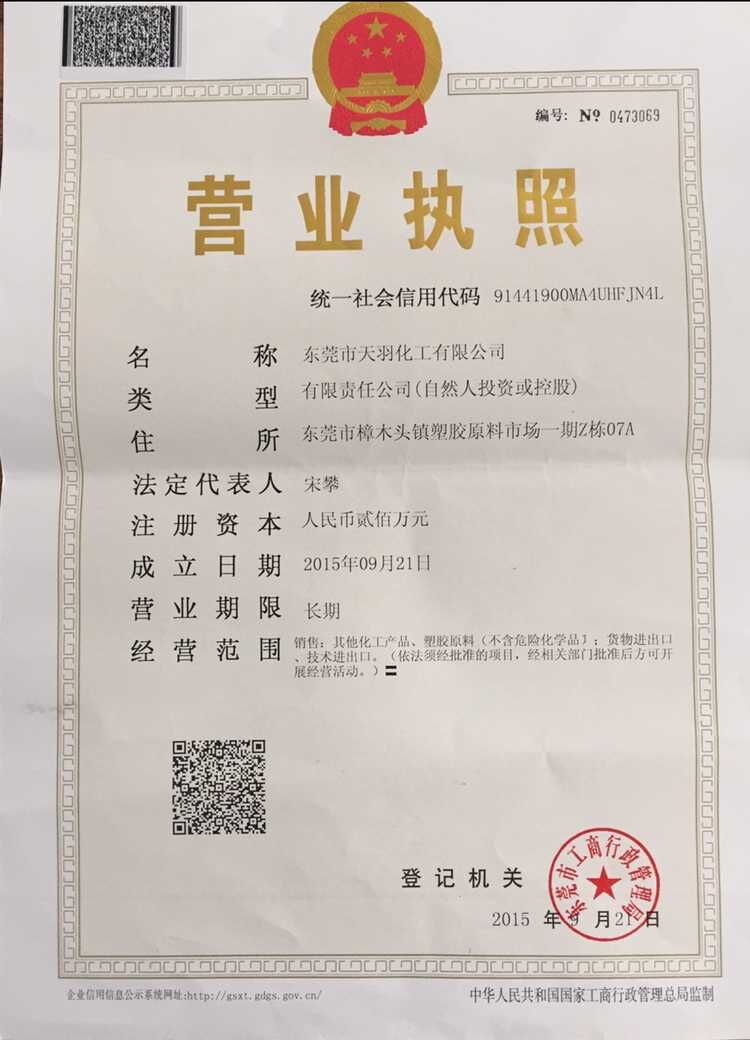 编号: No 0473069
营业执照
统一社会信用代码 91441900MA4UHFJN4L
名称 东莞市天羽化工有限公司
类型 有限责任公司(自然人投资或控股)
住所 东莞市樟木头镇塑胶原料市场一期Z栋07A
法定代表人 宋攀
注册资本 人民币贰佰万元
成立日期 2015年09月21日
营业期限 长期
经营范围 销售：其他化工产品、塑胶原料（不含危险化学品）；货物进出口
、技术进出口。（依法须经批准的项目，经相关部门批准后方可开
展经营活动。）〓
登记机关
东莞市工商行政管理局
2015 年 9 月 21 日
企业信用信息公示系统网址:http://gsxt.gdgs.gov.cn/
中华人民共和国国家工商行政管理总局监制